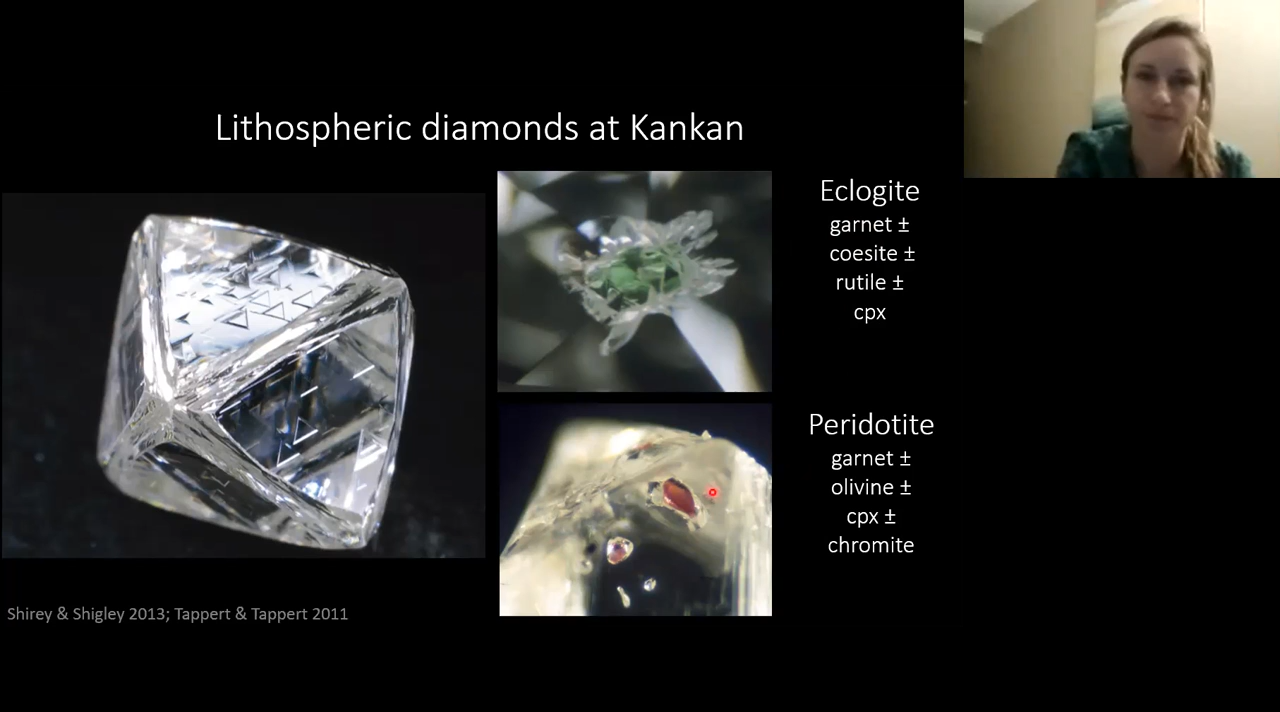 Lithospheric diamonds at Kankan
Eclogite
garnet ±
coesite ±
rutile ±
cpx
Peridotite
garnet ±
olivine ±
cpx ±
chromite
Shirey & Shigley 2013; Tappert & Tappert 2011